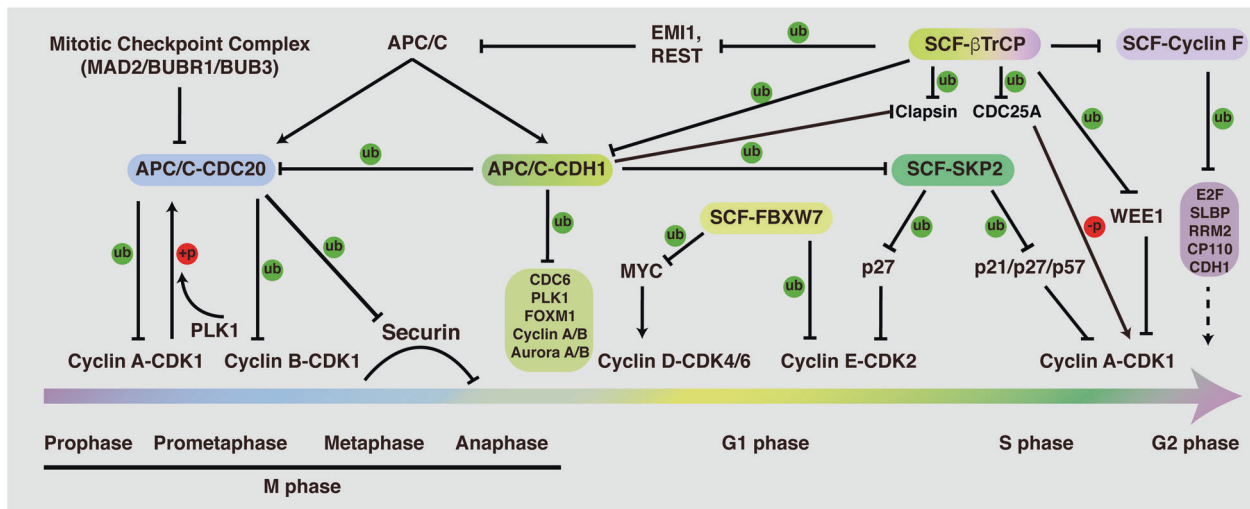 Mitotic Checkpoint Complex
(MAD2/BUBR1/BUB3)
APC/C
EMI1,
REST
ub
SCF-βTrCP
SCF-Cyclin F
ub
ub
ub
Clapsin
CDC25A
ub
ub
ub
APC/C-CDC20
ub
APC/C-CDH1
ub
SCF-SKP2
E2F
SLBP
RRM2
CP110
CDH1
SCF-FBXW7
WEE1
ub
+p
ub
ub
ub
ub
ub
ub
-p
MYC
p27
p21/p27/p57
ub
CDC6
PLK1
FOXM1
Cyclin A/B
Aurora A/B
PLK1
Securin
Cyclin A-CDK1
Cyclin B-CDK1
Cyclin D-CDK4/6
Cyclin E-CDK2
Cyclin A-CDK1
Prophase
Prometaphase
Metaphase
Anaphase
G1 phase
S phase
G2 phase
M phase